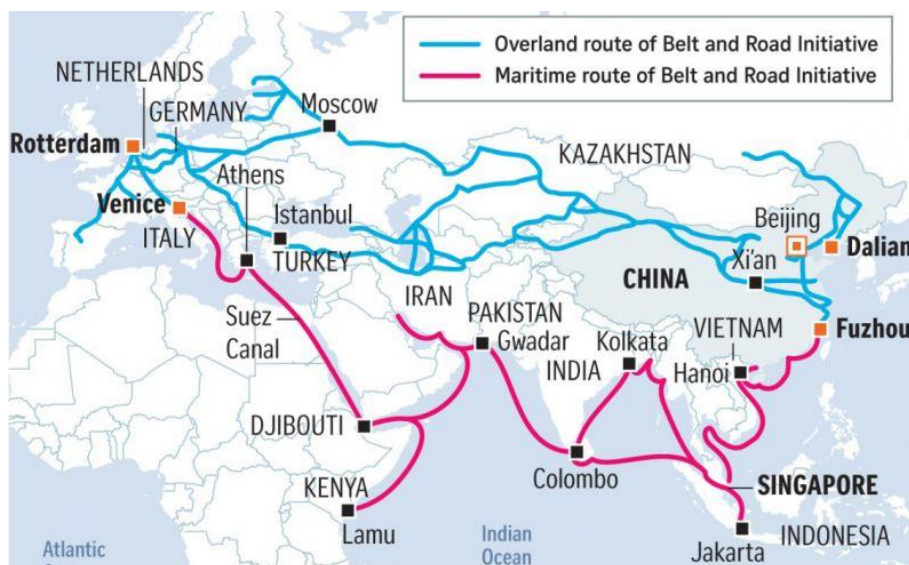 Overland route of Belt and Road Initiative
Maritime route of Belt and Road Initiative
NETHERLANDS
GERMANY
Moscow
Rotterdam
KAZAKHSTAN
Athens
Venice
Istanbul
Beijing
ITALY
TURKEY
Xi'an
Dalian
CHINA
IRAN
PAKISTAN
Suez
Canal
Gwadar
Kolkata
VIETNAM
Fuzhou
INDIA
Hanoi
DJIBOUTI
KENYA
Colombo
SINGAPORE
Lamu
INDONESIA
Jakarta
Atlantic
Indian
Ocean